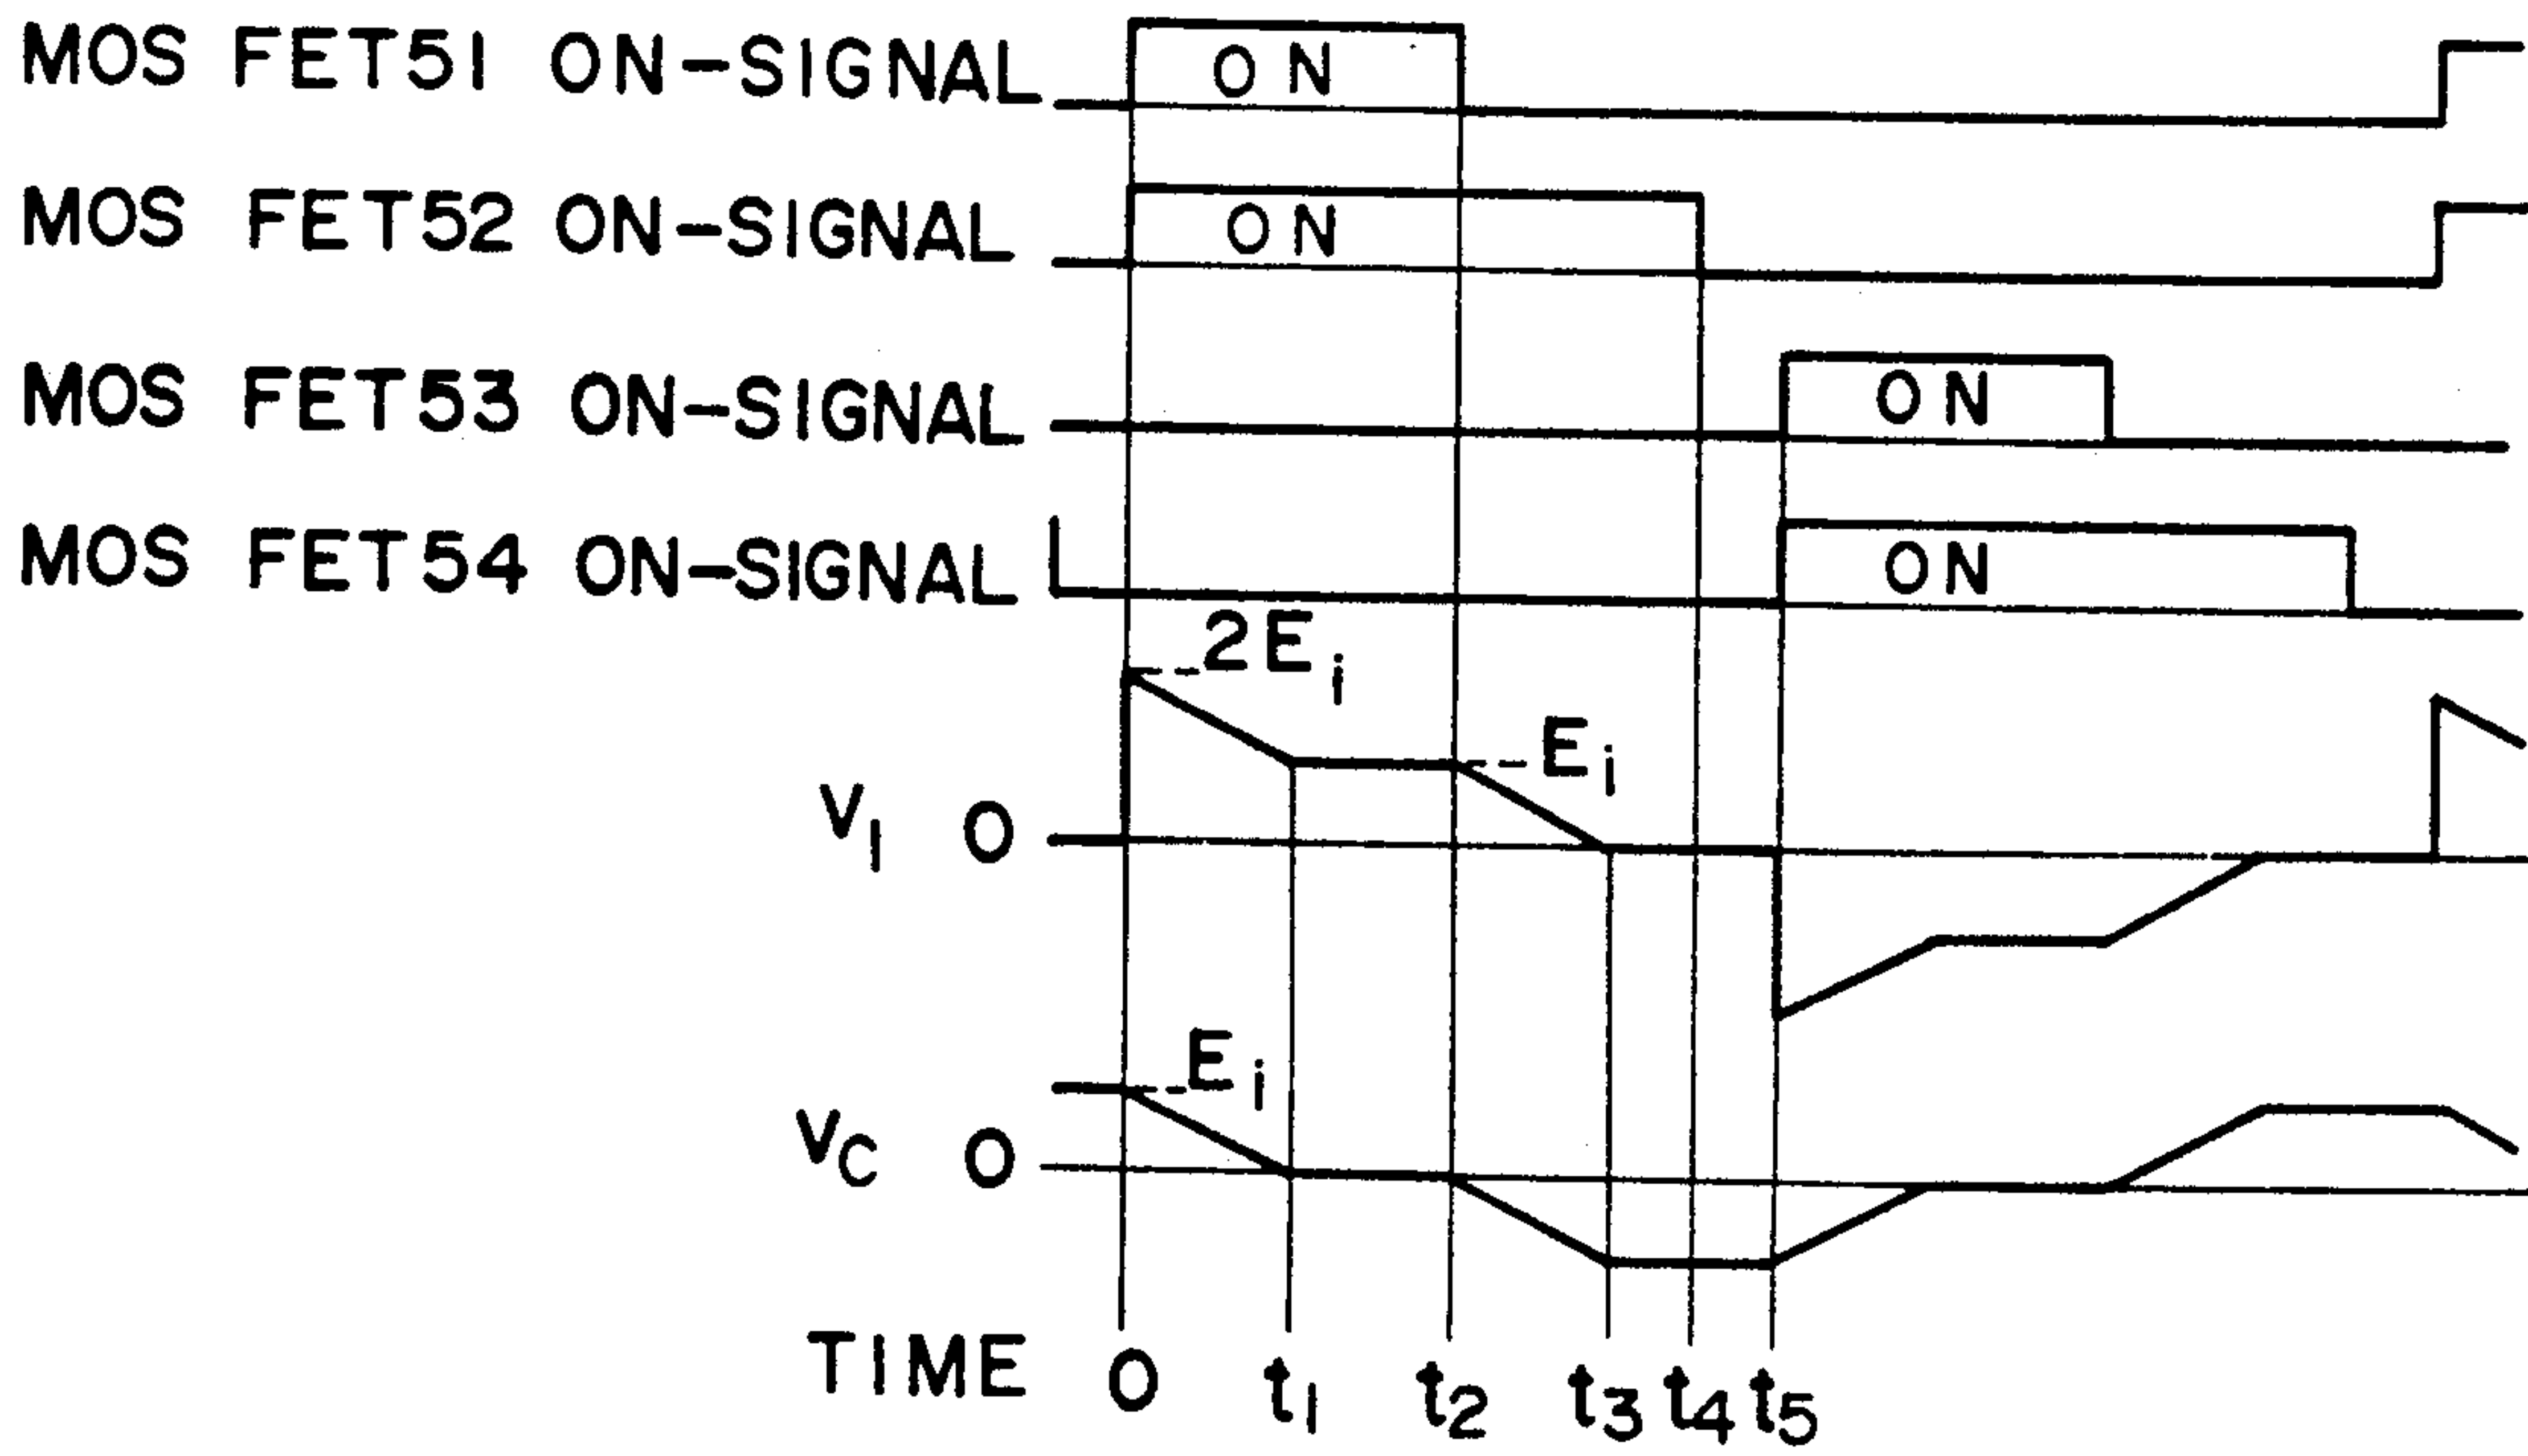 MOS FET51 ON-SIGNAL
ON
MOS FET52 ON-SIGNAL
ON
MOS FET53 ON-SIGNAL
ON
MOS FET54 ON-SIGNAL
ON
2Ei
Ei
V1 0
Ei
VC 0
TIME 0 t1 t2 t3 t4 t5